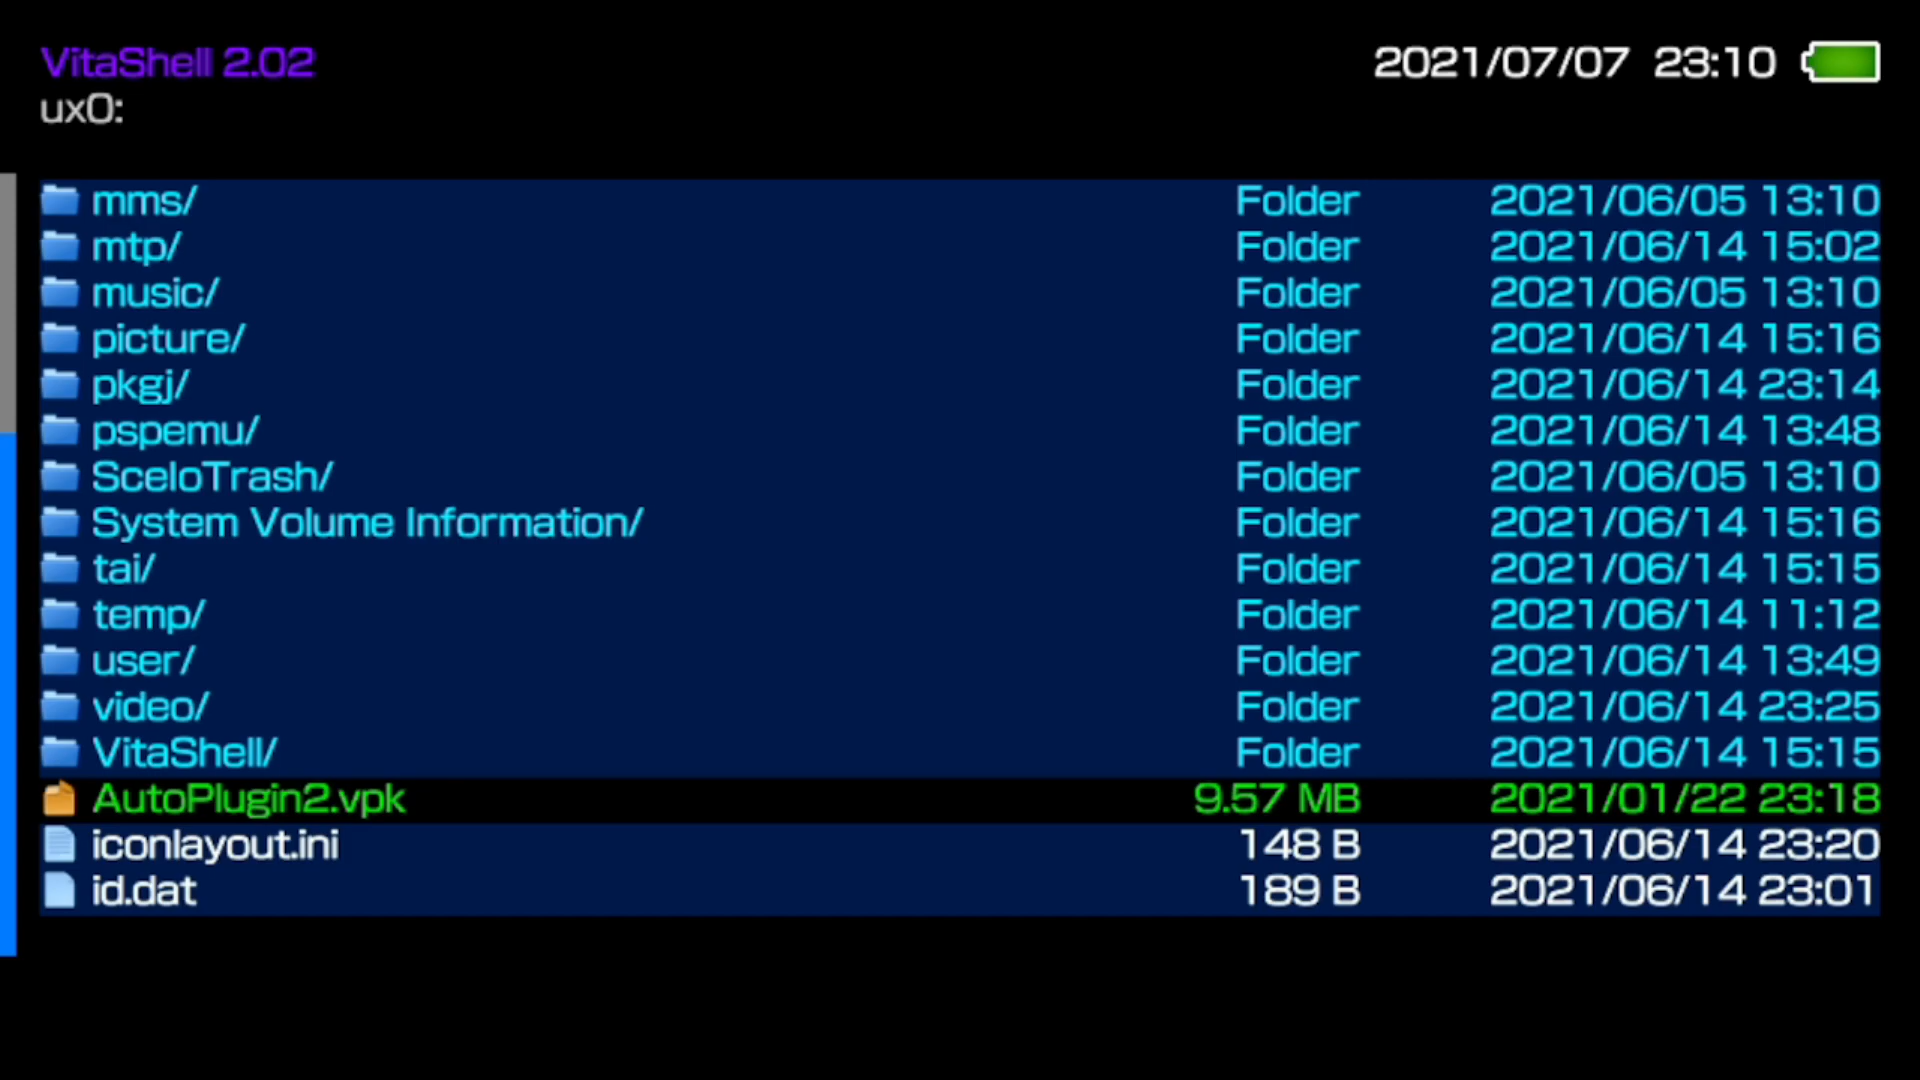 VitaShell 2.02 2021/07/07 23:10
ux0:
mms/ Folder 2021/06/05 13:10
mtp/ Folder 2021/06/14 15:02
music/ Folder 2021/06/05 13:10
picture/ Folder 2021/06/14 15:16
pkgj/ Folder 2021/06/14 23:14
pspemu/ Folder 2021/06/14 13:48
SceIoTrash/ Folder 2021/06/05 13:10
System Volume Information/ Folder 2021/06/14 15:16
tai/ Folder 2021/06/14 15:15
temp/ Folder 2021/06/14 11:12
user/ Folder 2021/06/14 13:49
video/ Folder 2021/06/14 23:25
VitaShell/ Folder 2021/06/14 15:15
AutoPlugin2.vpk 9.57 MB 2021/01/22 23:18
iconlayout.ini 148 B 2021/06/14 23:20
id.dat 189 B 2021/06/14 23:01